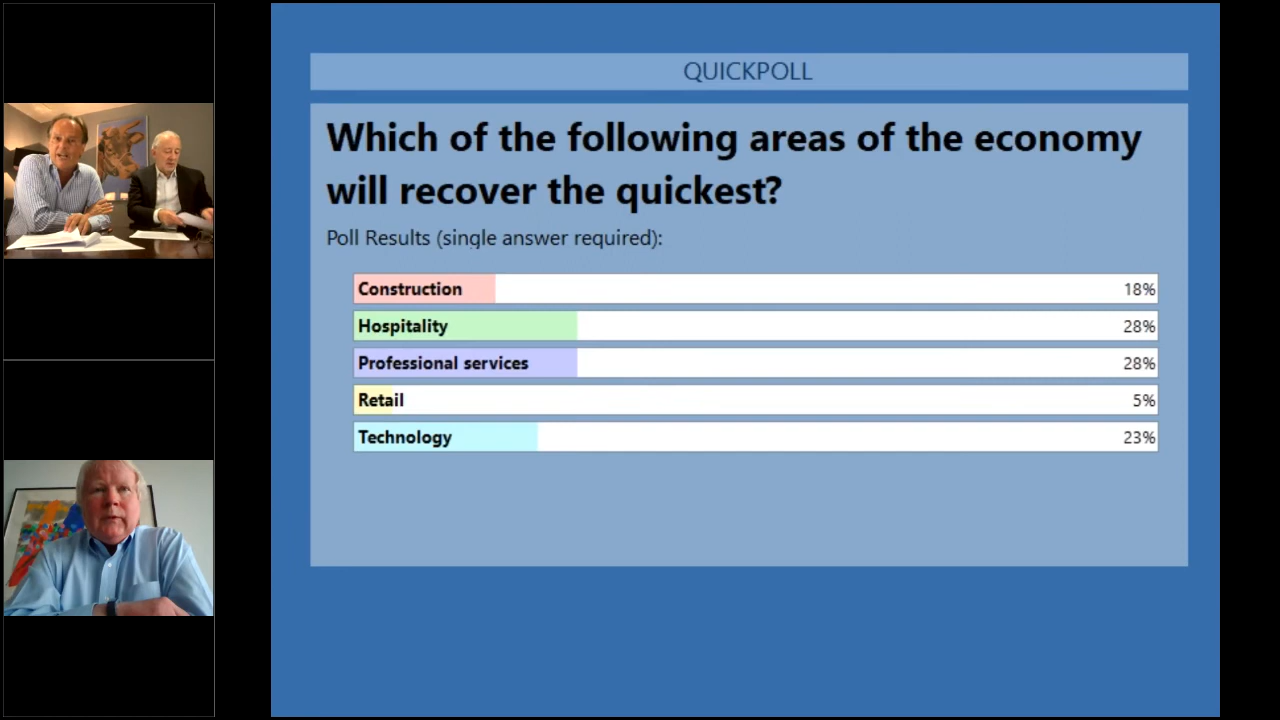 QUICKPOLL
Which of the following areas of the economy
will recover the quickest?
Poll Results (single answer required):
Construction 18%
Hospitality 28%
Professional services 28%
Retail 5%
Technology 23%